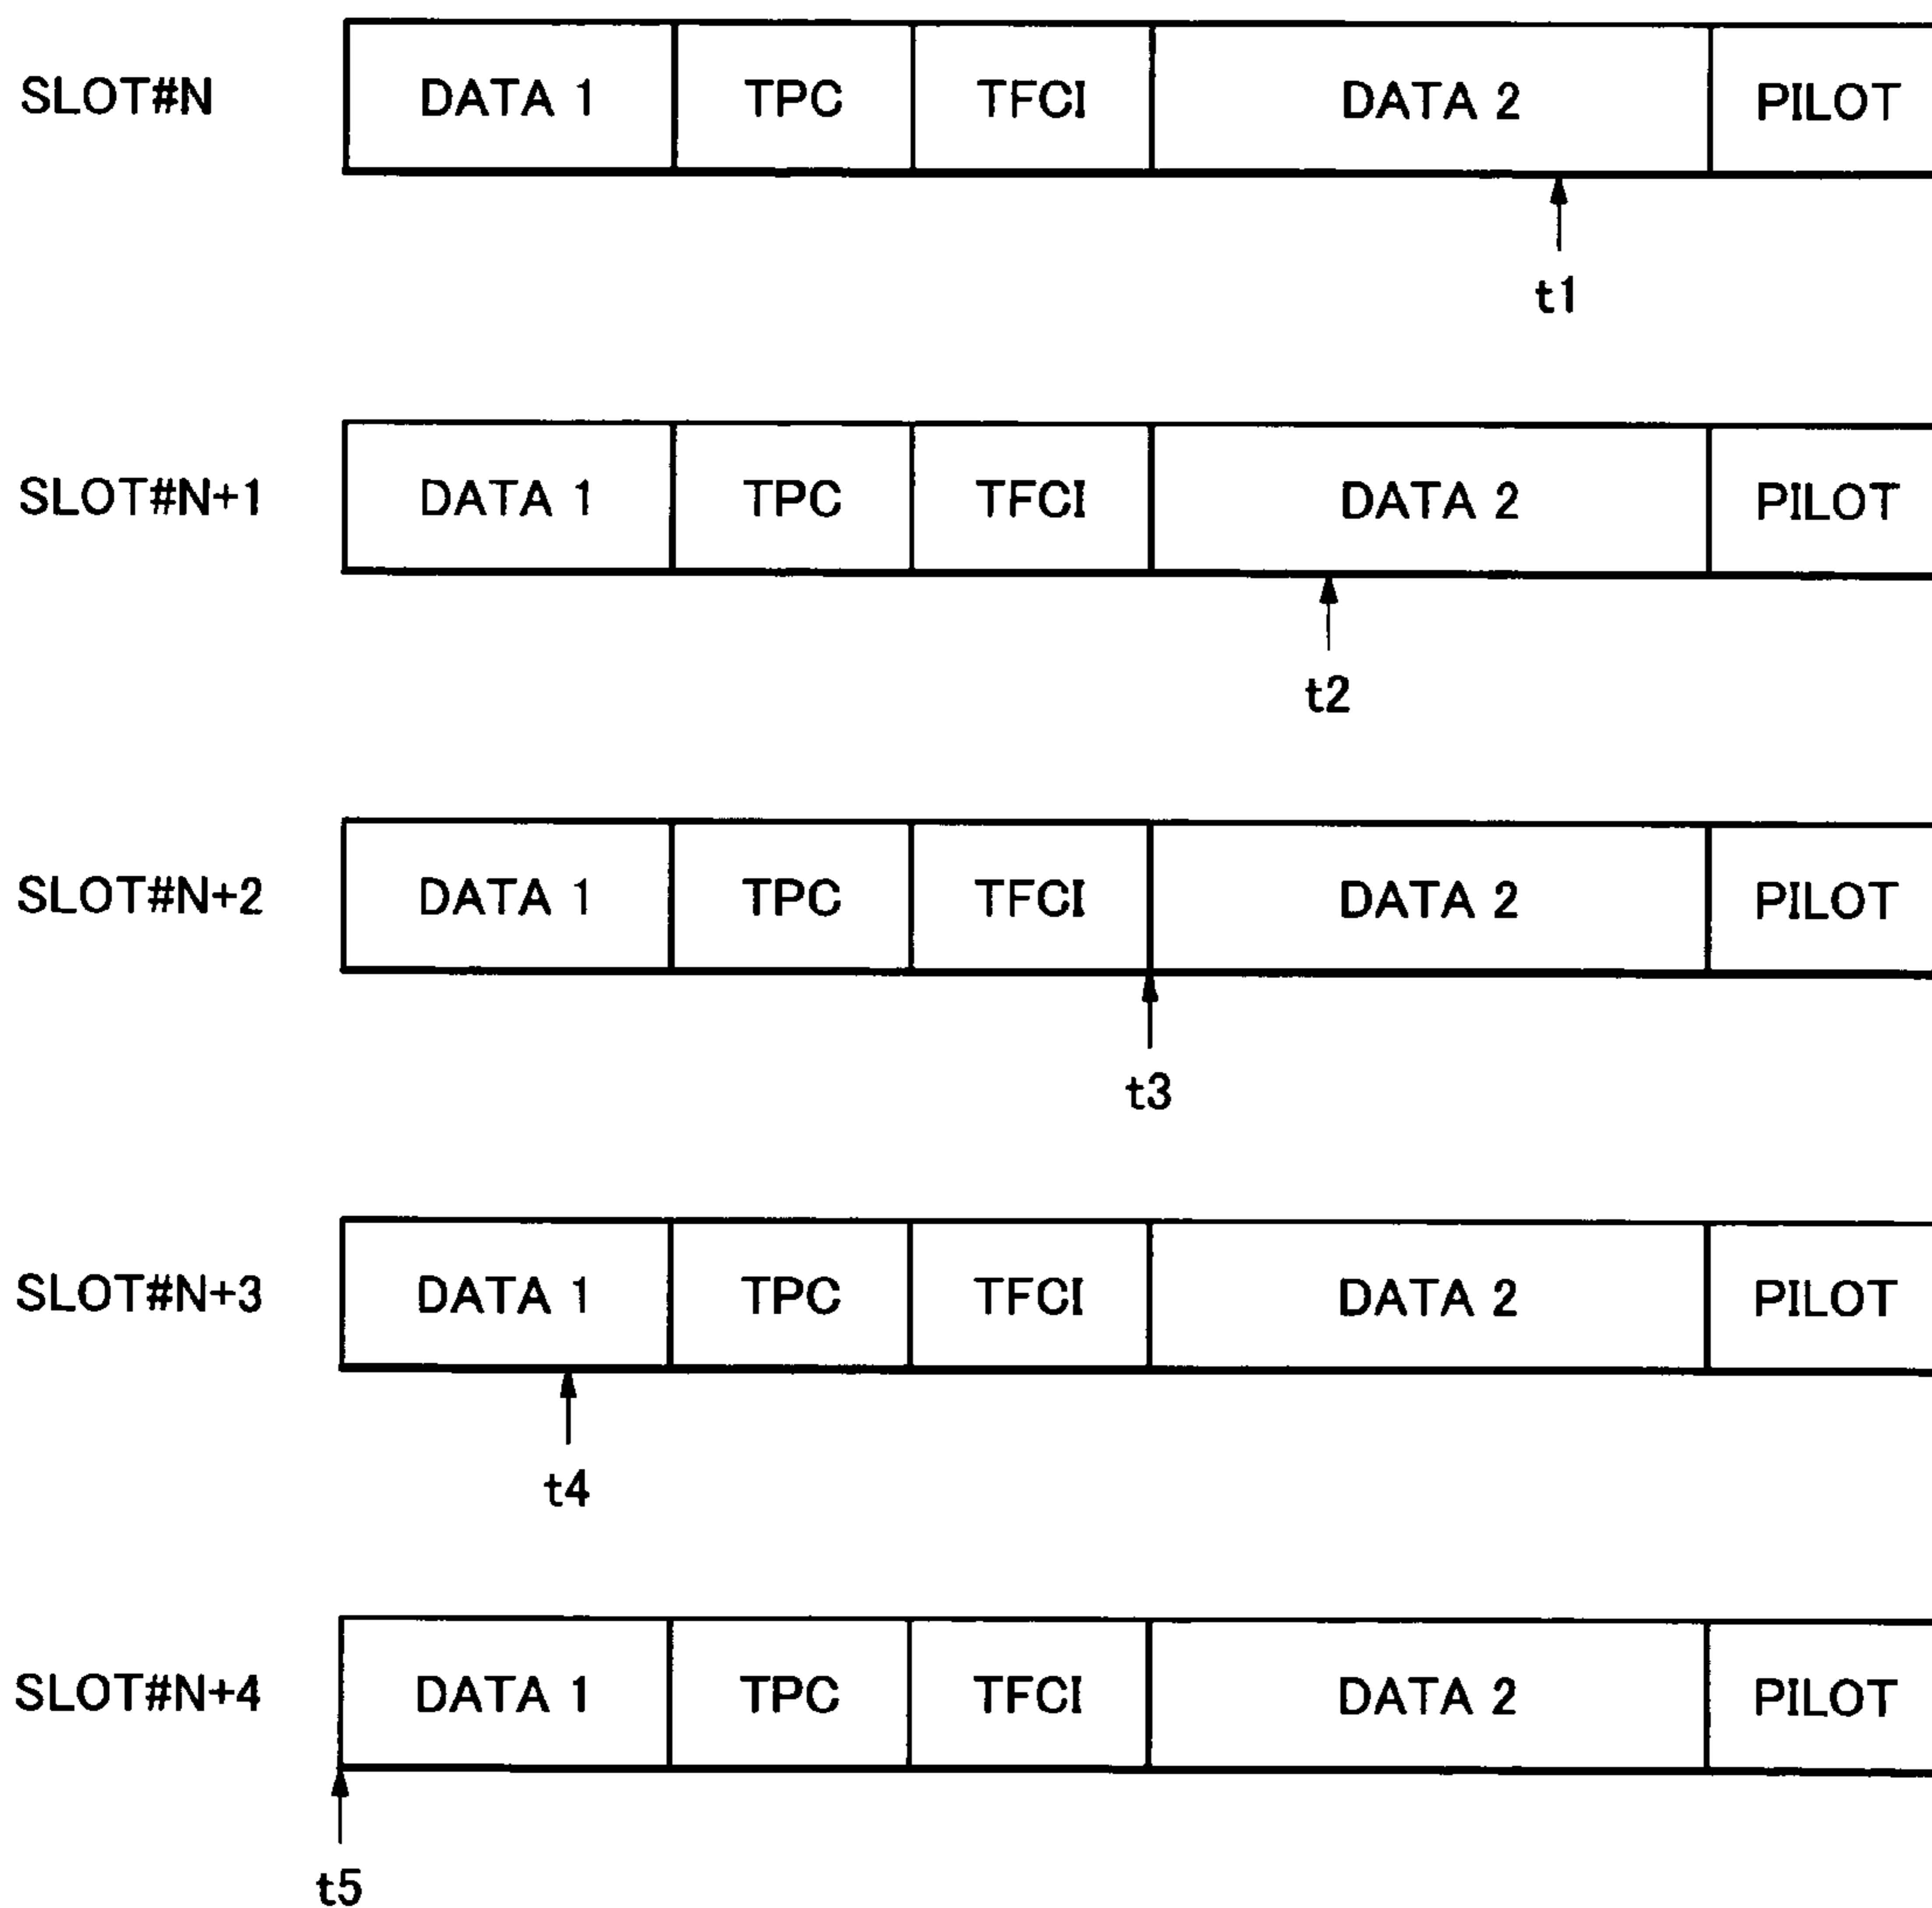 SLOT#N DATA 1 TPC TFCI DATA 2 PILOT
t1
SLOT#N+1 DATA 1 TPC TFCI DATA 2 PILOT
t2
SLOT#N+2 DATA 1 TPC TFCI DATA 2 PILOT
t3
SLOT#N+3 DATA 1 TPC TFCI DATA 2 PILOT
t4
SLOT#N+4 DATA 1 TPC TFCI DATA 2 PILOT
t5